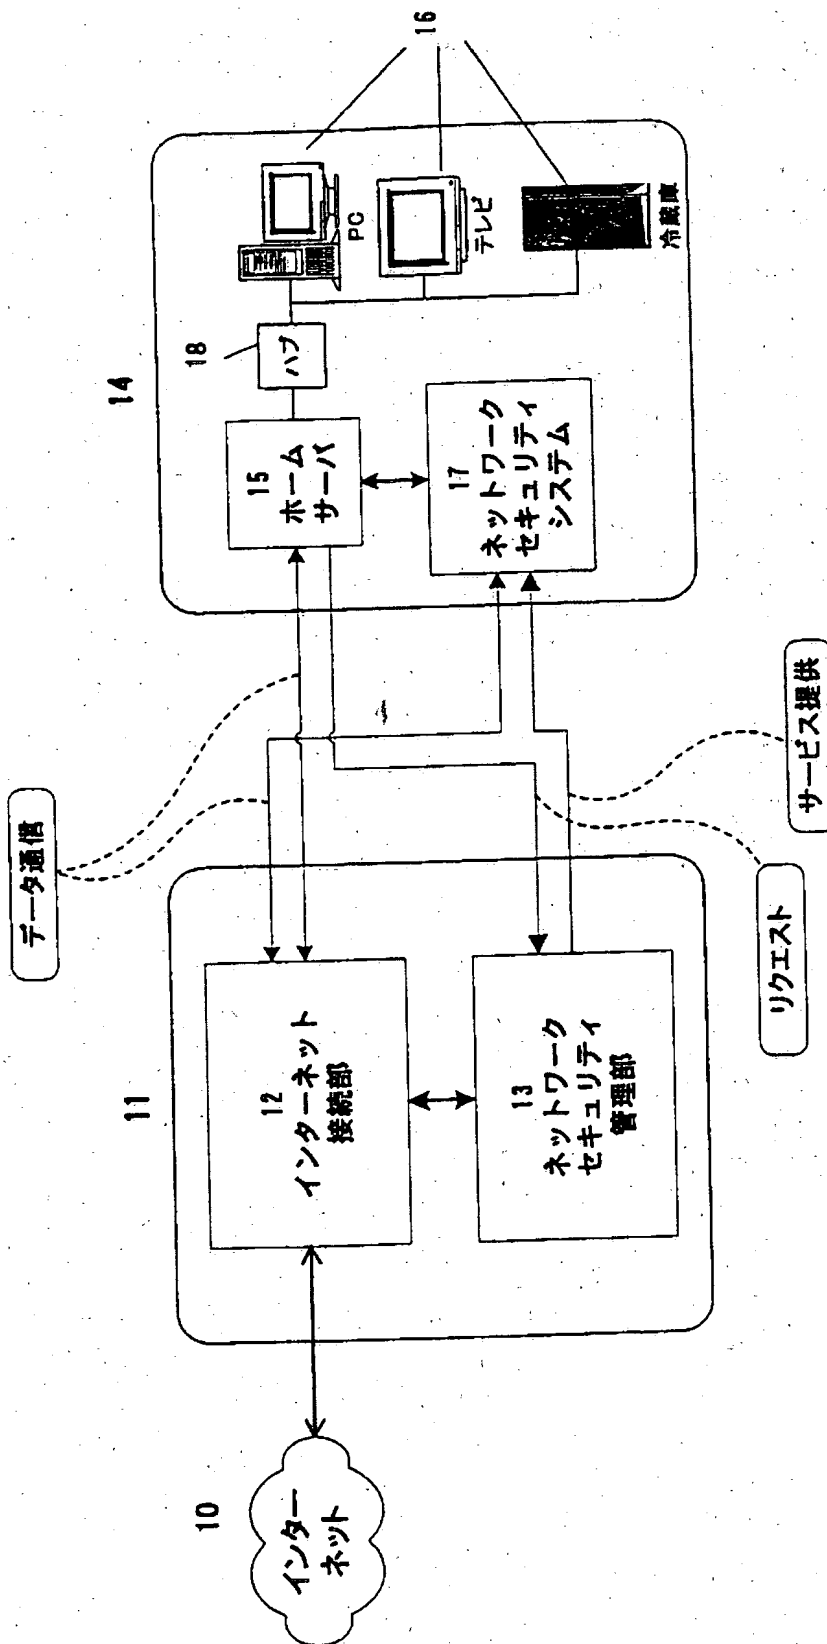 10
インター
ネット
11
12
インターネット
接続部
13
ネットワーク
セキュリティ
管理部
データ通信
リクエスト
サービス提供
14
15
ホーム
サーバ
17
ネットワーク
セキュリティ
システム
18
ハブ
PC
テレビ
冷蔵庫
16